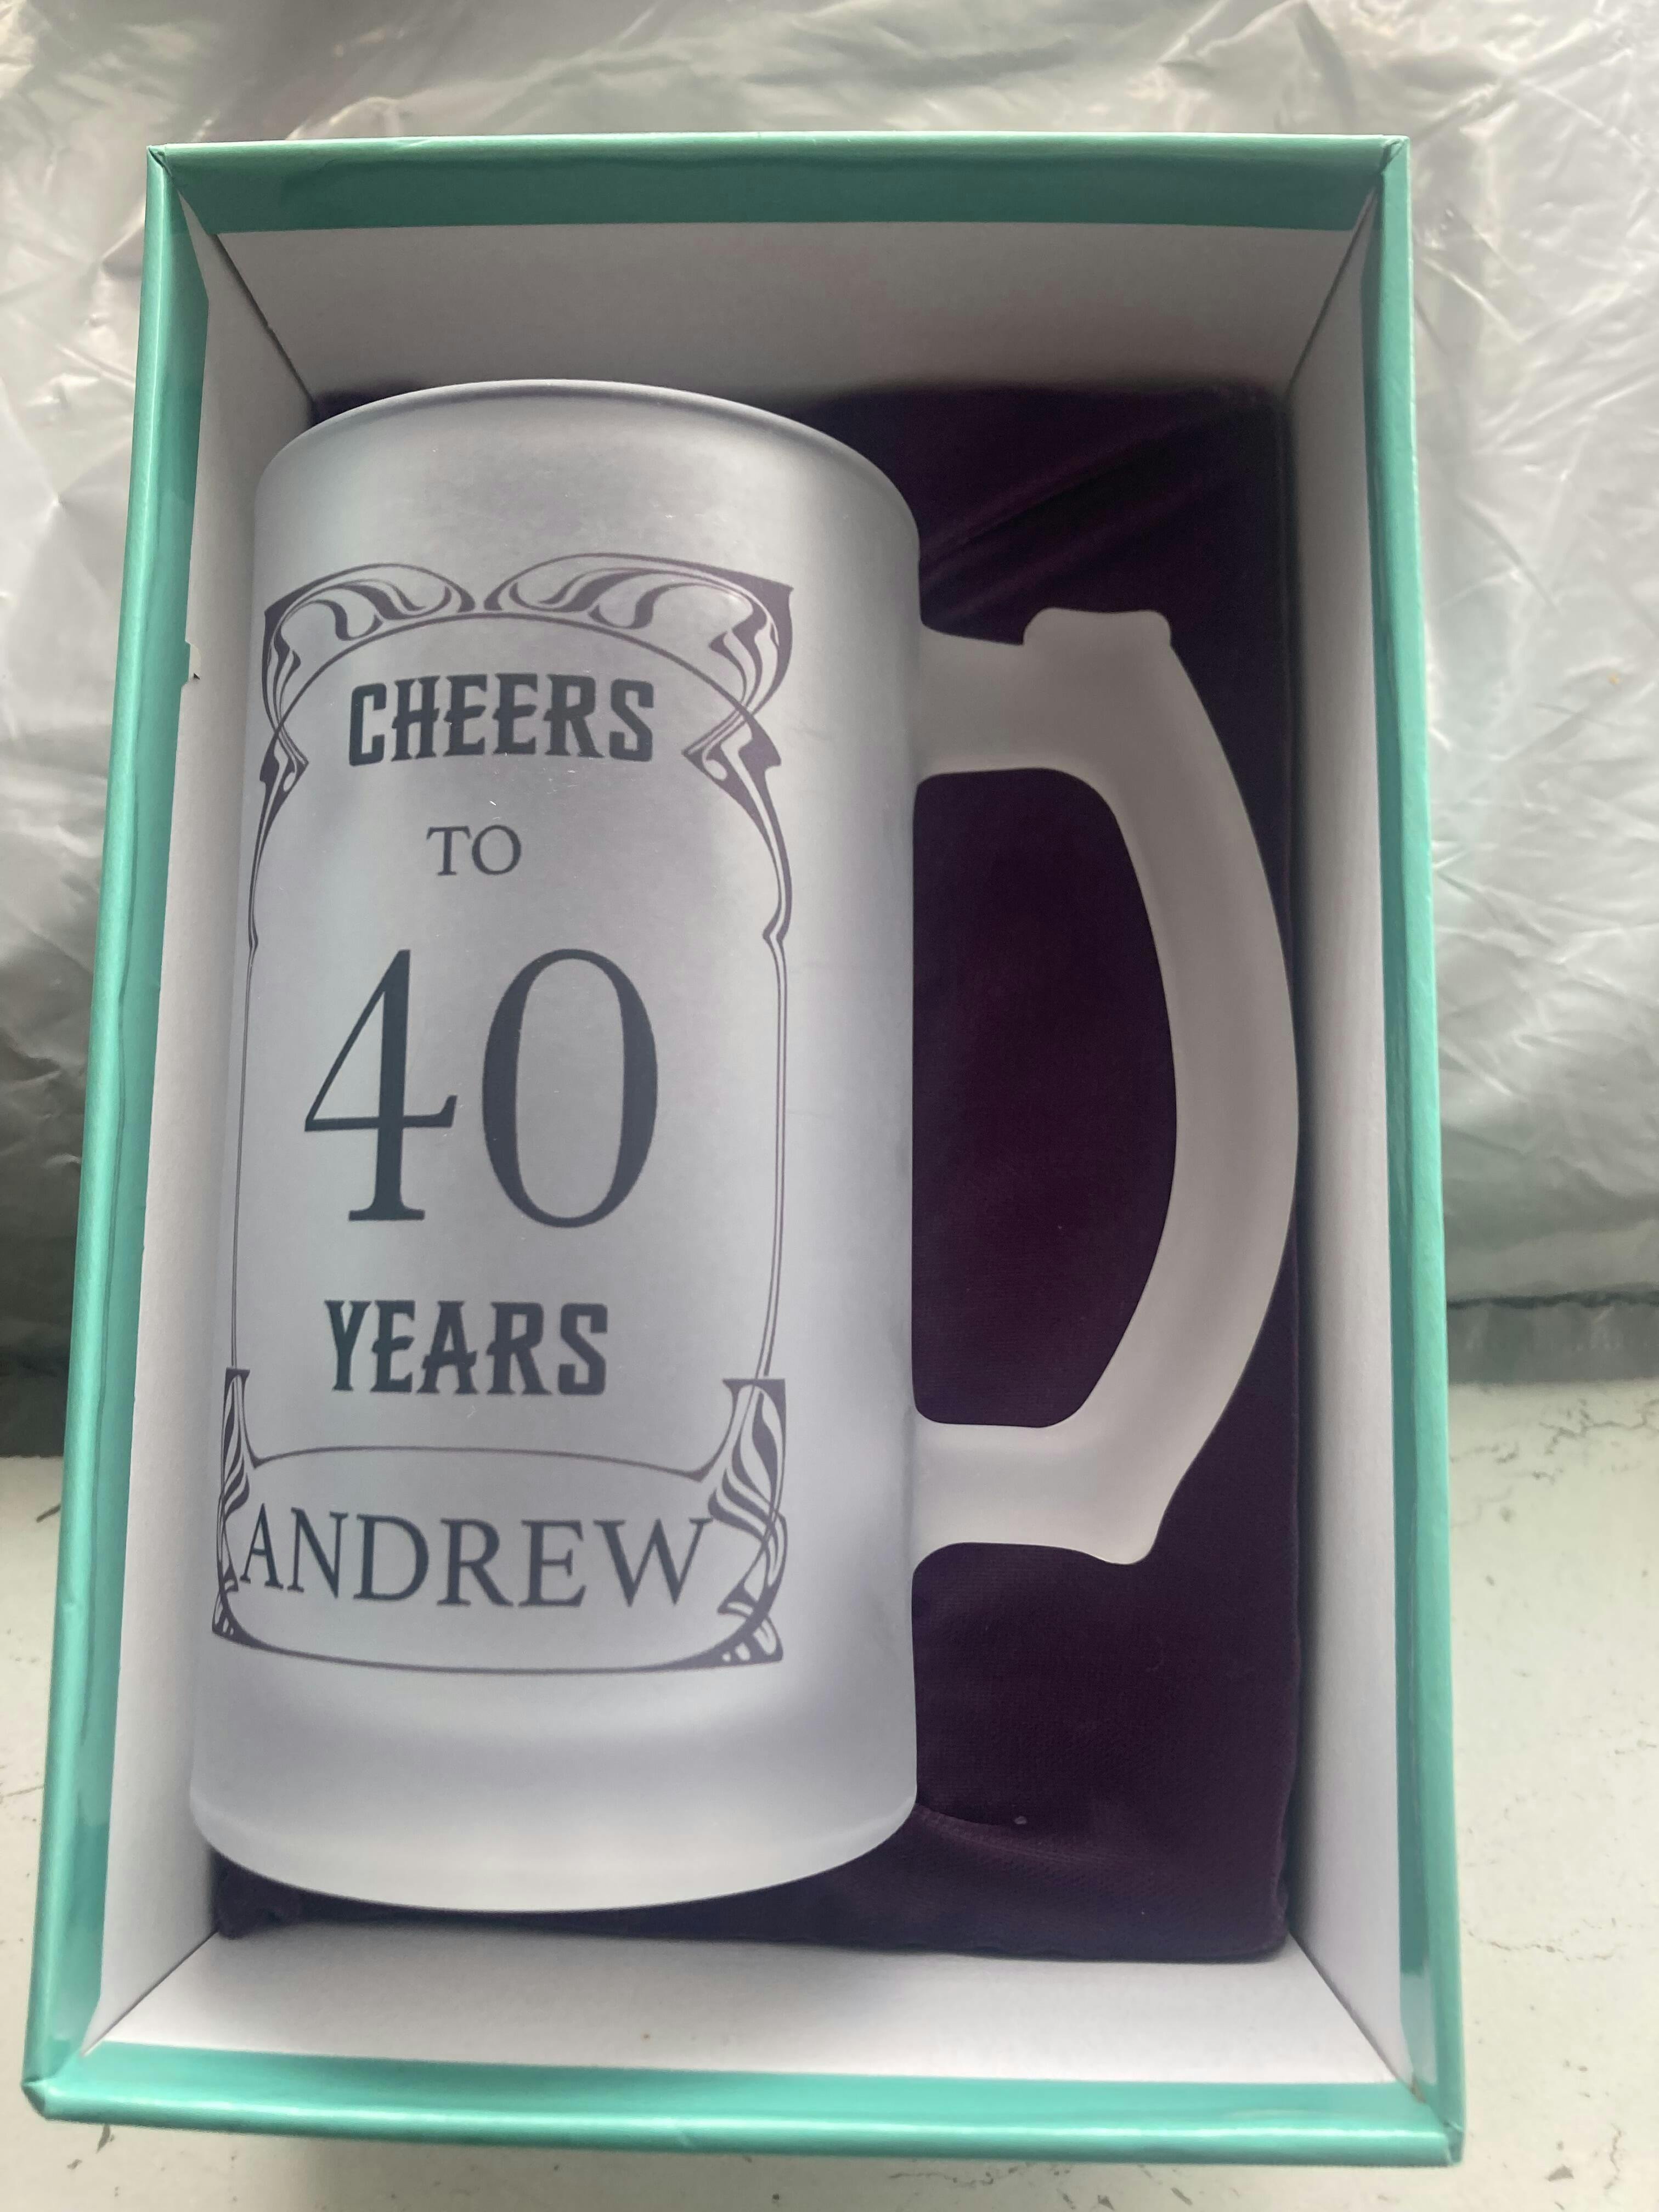 CHEERS
TO
40
YEARS
ANDREW